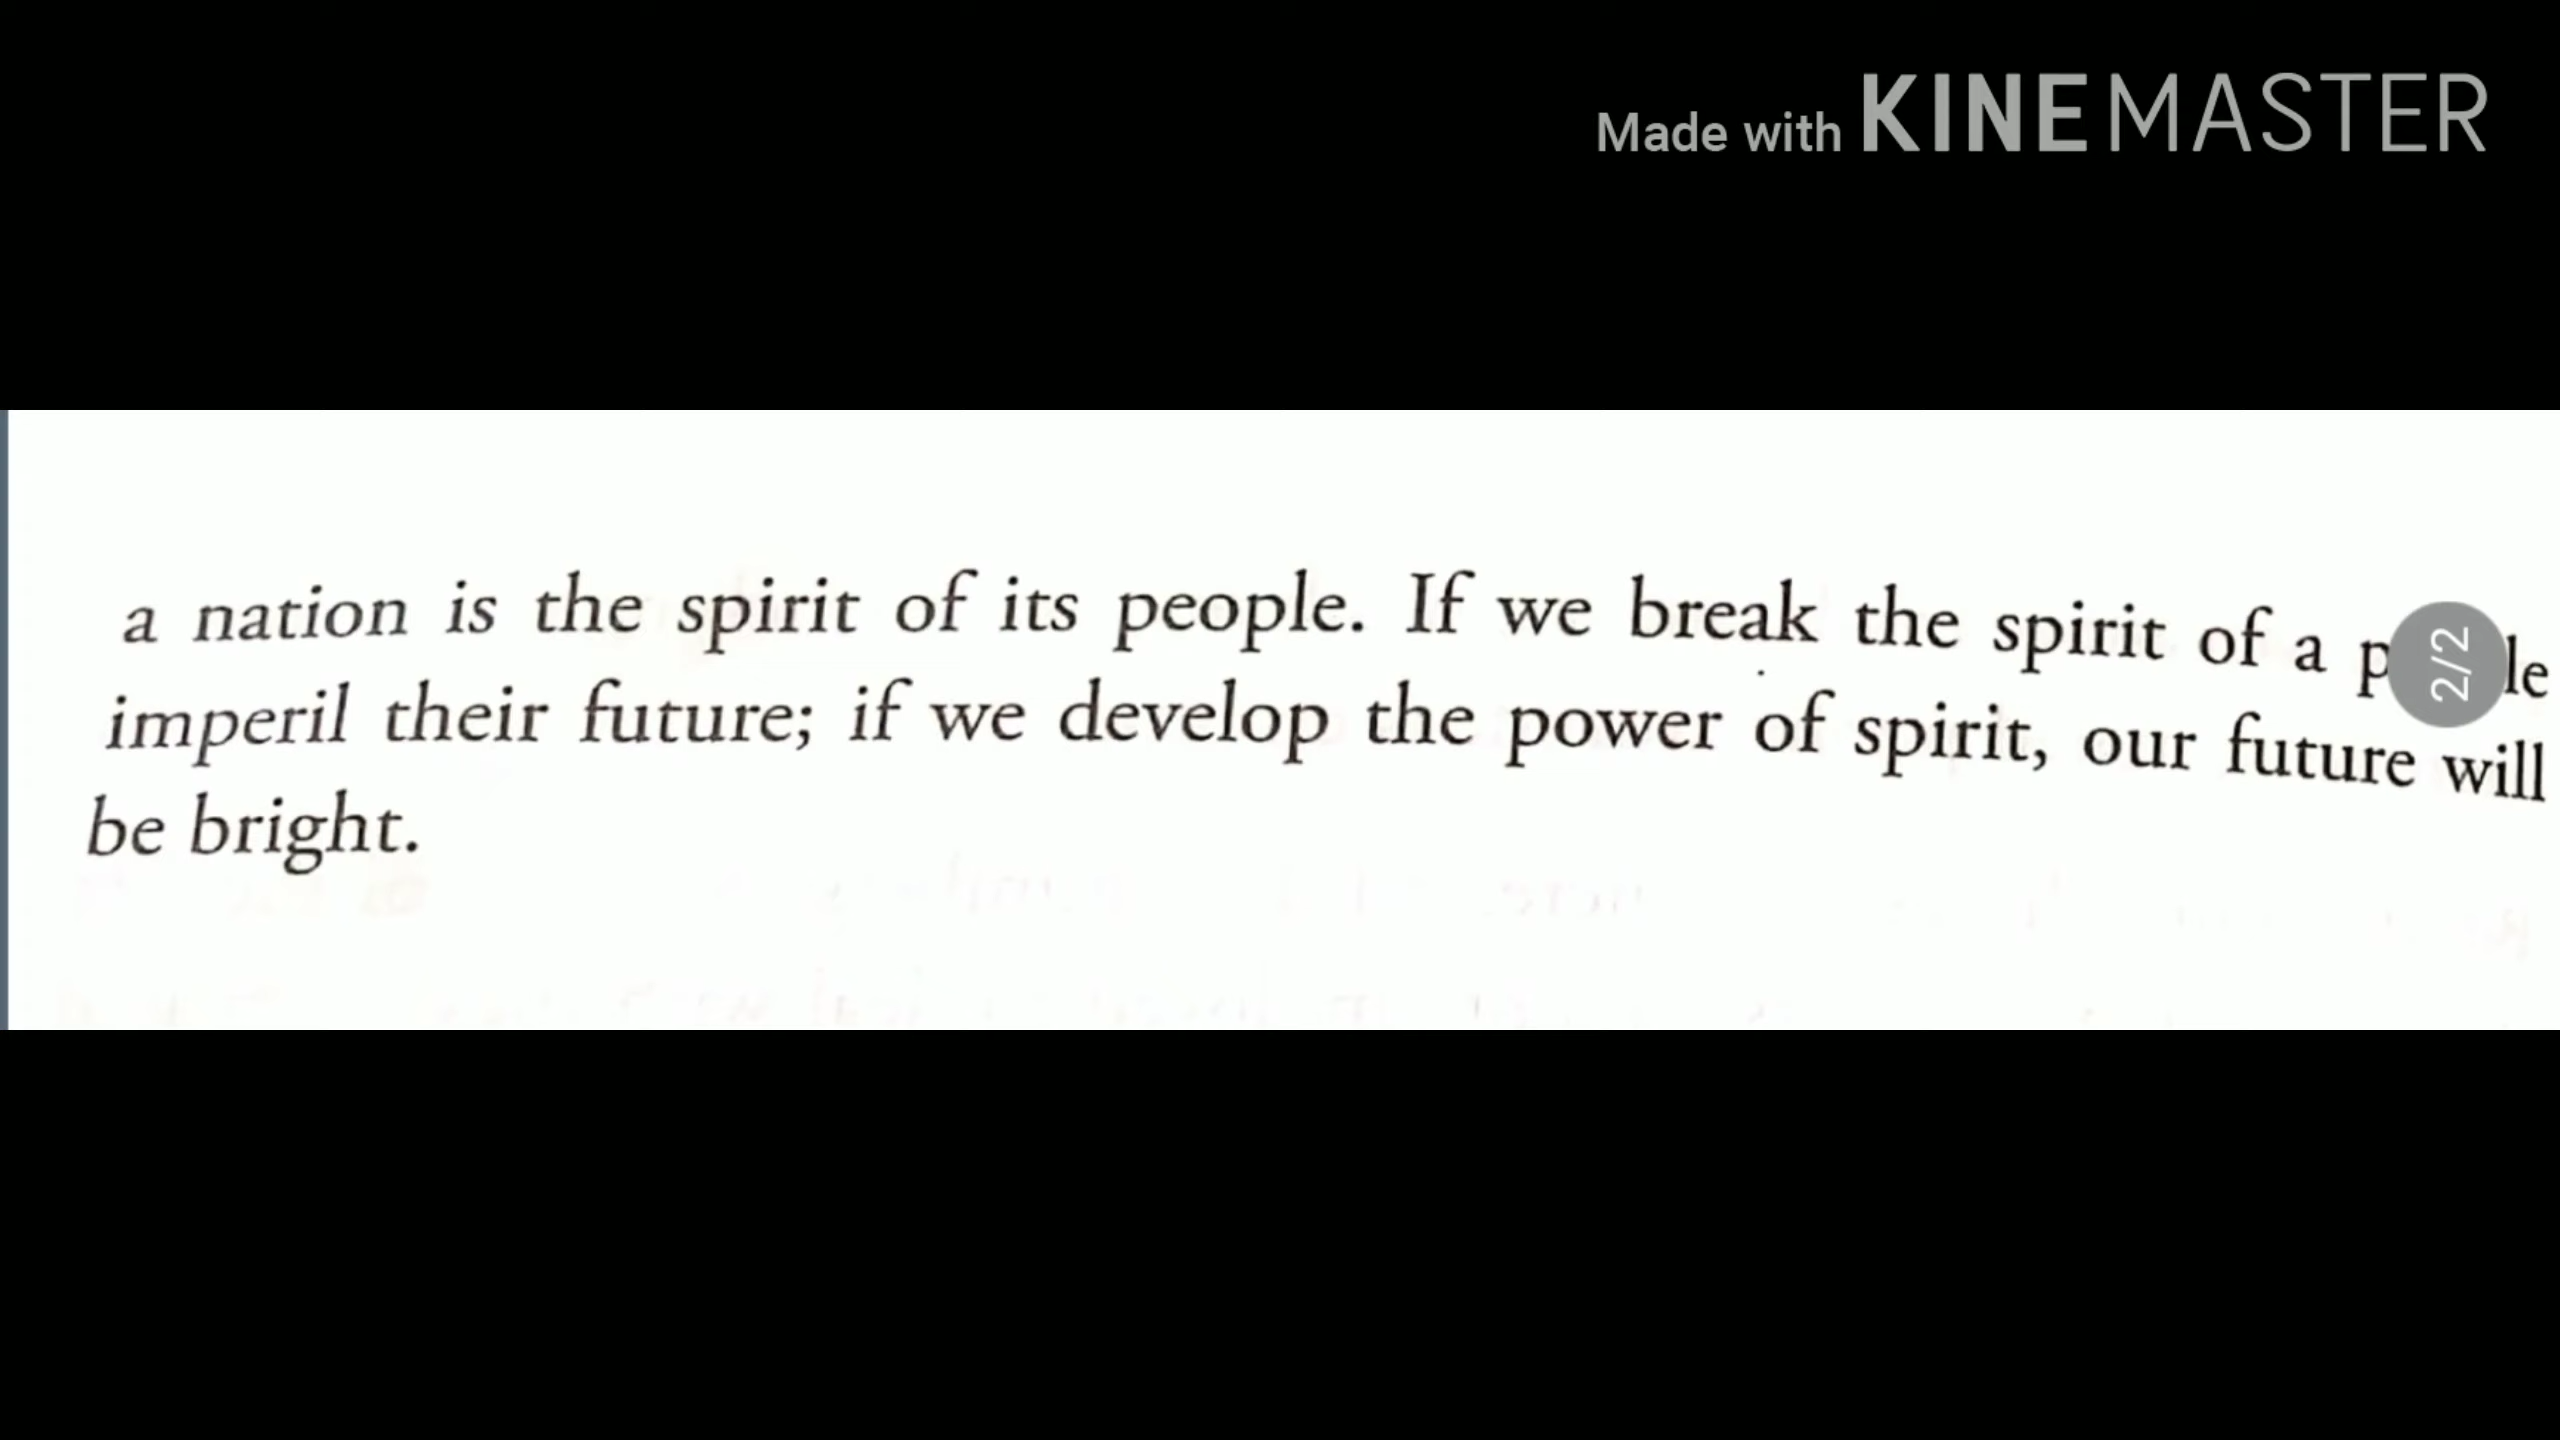 Made with KINEMASTER
a nation is the spirit of its people. If we break the spirit of a
imperil their future; if we develop the power of spirit, our future will
be bright.
2/2